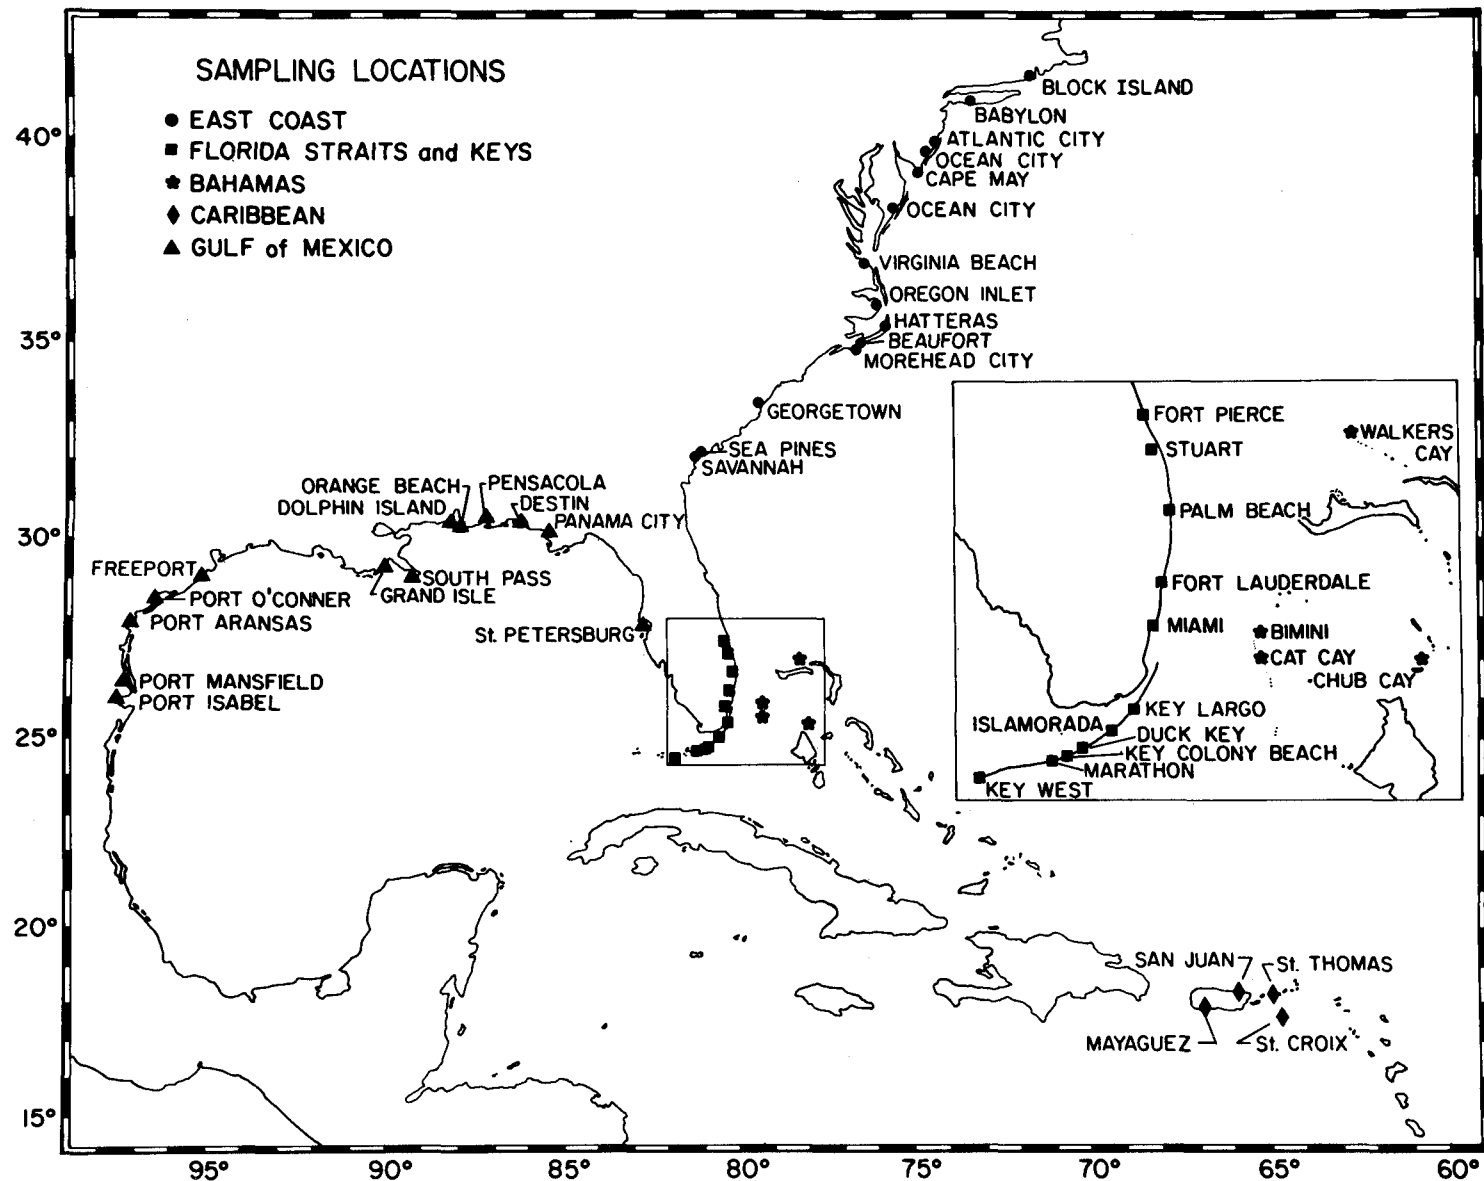 SAMPLING LOCATIONS
EAST COAST
FLORIDA STRAITS and KEYS
BAHAMAS
CARIBBEAN
GULF of MEXICO
BLOCK ISLAND
BABYLON
ATLANTIC CITY
OCEAN CITY
CAPE MAY
OCEAN CITY
VIRGINIA BEACH
OREGON INLET
HATTERAS
BEAUFORT
MOREHEAD CITY
GEORGETOWN
SEA PINES
SAVANNAH
ORANGE BEACH
PENSACOLA
DOLPHIN ISLAND
DESTIN
PANAMA CITY
FREEPORT
SOUTH PASS
GRAND ISLE
PORT O'CONNER
PORT ARANSAS
St. PETERSBURG
PORT MANSFIELD
PORT ISABEL
FORT PIERCE
WALKERS
CAY
STUART
PALM BEACH
FORT LAUDERDALE
MIAMI
BIMINI
CAT CAY
CHUB CAY
KEY LARGO
ISLAMORADA
DUCK KEY
KEY COLONY BEACH
MARATHON
KEY WEST
SAN JUAN
St. THOMAS
MAYAGUEZ
St. CROIX
40°
35°
30°
25°
20°
15°
95°
90°
85°
80°
75°
70°
65°
60°